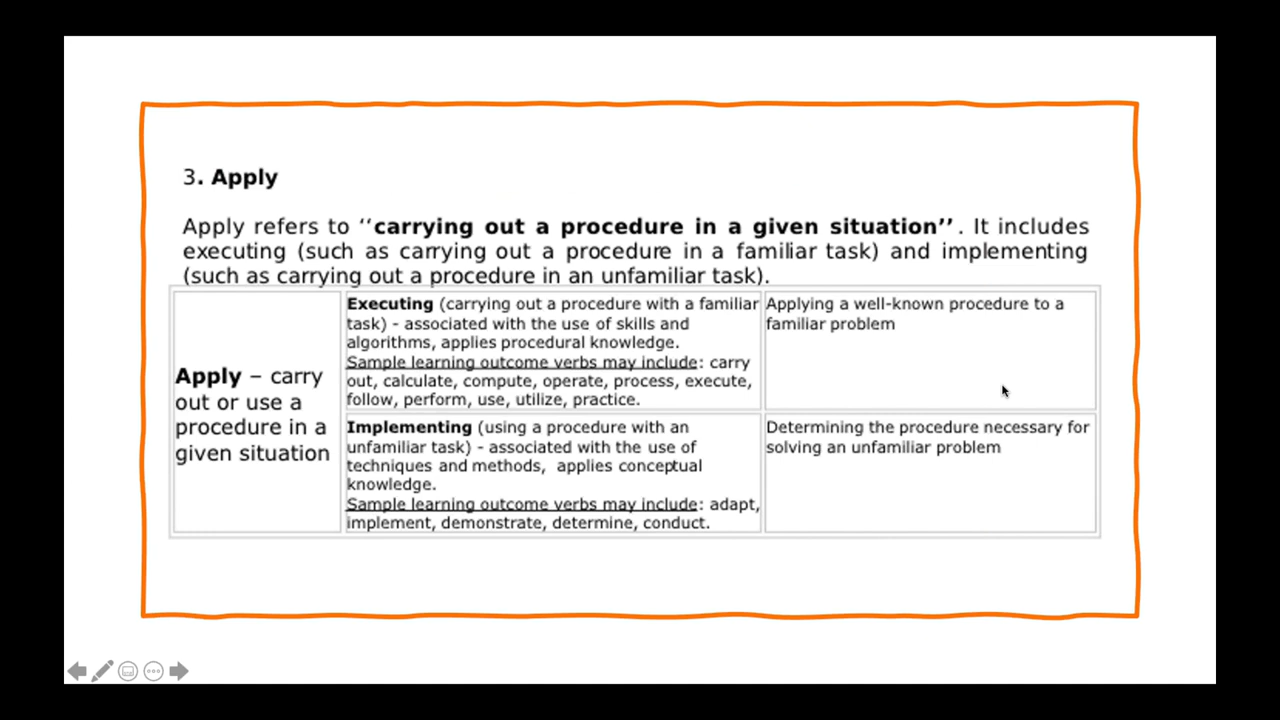 3. Apply
Apply refers to ‘‘carrying out a procedure in a given situation’’. It includes
executing (such as carrying out a procedure in a familiar task) and implementing
(such as carrying out a procedure in an unfamiliar task).
Apply – carry
out or use a
procedure in a
given situation
Executing (carrying out a procedure with a familiar
task) - associated with the use of skills and
algorithms, applies procedural knowledge.
Sample learning outcome verbs may include: carry
out, calculate, compute, operate, process, execute,
follow, perform, use, utilize, practice.
Applying a well-known procedure to a
familiar problem
Implementing (using a procedure with an
unfamiliar task) - associated with the use of
techniques and methods,  applies conceptual
knowledge.
Sample learning outcome verbs may include: adapt,
implement, demonstrate, determine, conduct.
Determining the procedure necessary for
solving an unfamiliar problem